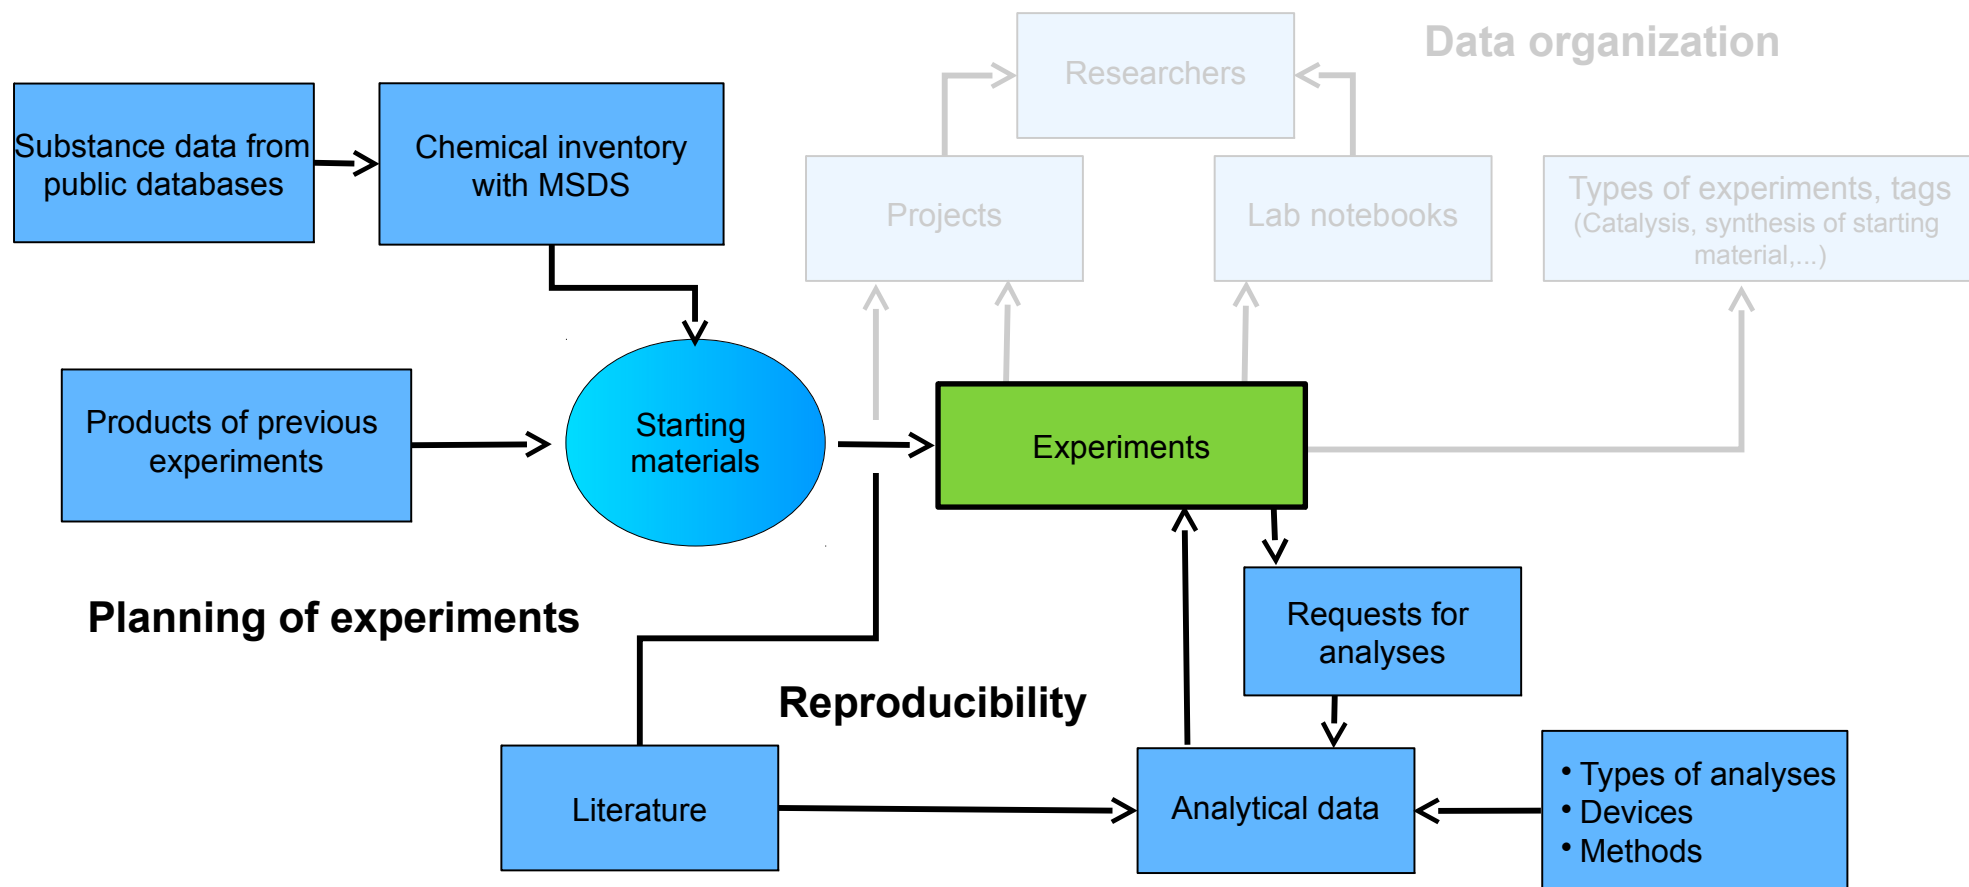 Data organization
Researchers
Substance data from
public databases
Chemical inventory
with MSDS
Projects
Lab notebooks
Types of experiments, tags
(Catalysis, synthesis of starting
material,...)
Products of previous
experiments
Starting
materials
Experiments
Planning of experiments
Requests for
analyses
Reproducibility
Literature
Analytical data
• Types of analyses
• Devices
• Methods